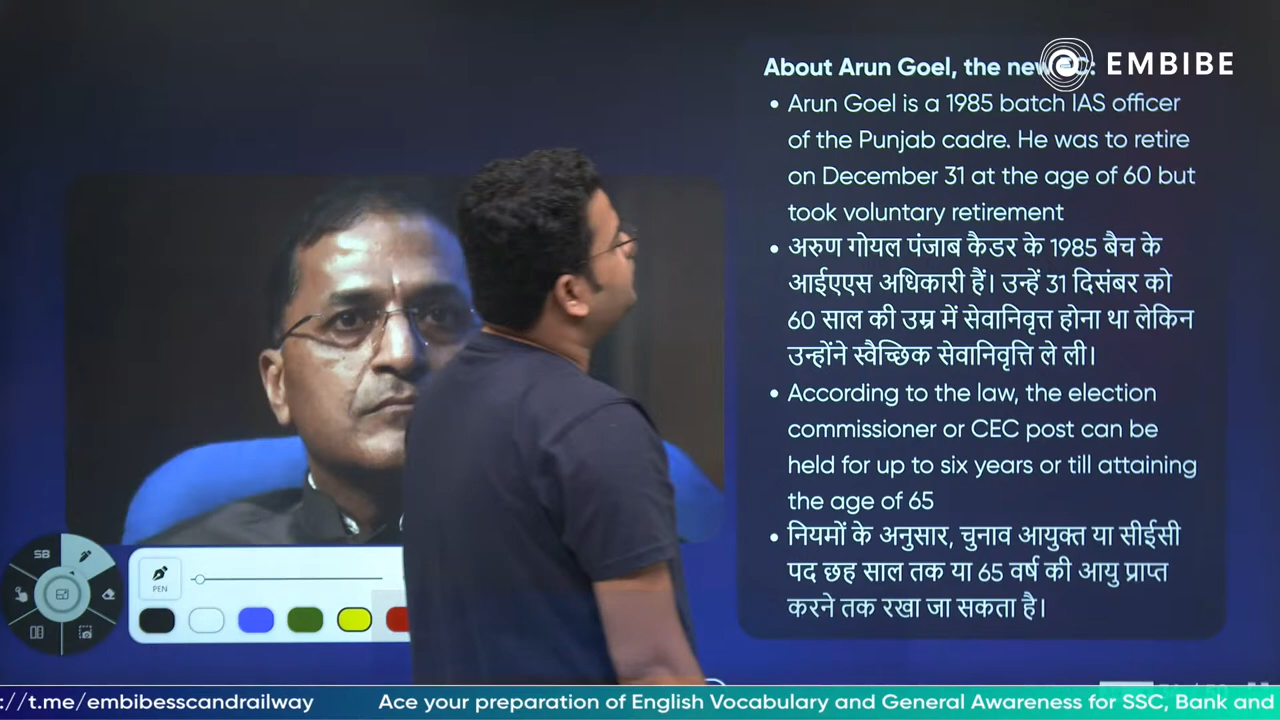 About Arun Goel, the new
EMBIBE
• Arun Goel is a 1985 batch IAS officer
of the Punjab cadre. He was to retire
on December 31 at the age of 60 but
took voluntary retirement
• अरुण गोयल पंजाब कैडर के 1985 बैच के
आईएएस अधिकारी हैं। उन्हें 31 दिसंबर को
60 साल की उम्र में सेवानिवृत्त होना था लेकिन
उन्होंने स्वैच्छिक सेवानिवृत्ति ले ली।
• According to the law, the election
commissioner or CEC post can be
held for up to six years or till attaining
the age of 65
• नियमों के अनुसार, चुनाव आयुक्त या सीईसी
पद छह साल तक या 65 वर्ष की आयु प्राप्त
करने तक रखा जा सकता है।
SB
PEN
://t.me/embibesscandrailway
Ace your preparation of English Vocabulary and General Awareness for SSC, Bank and